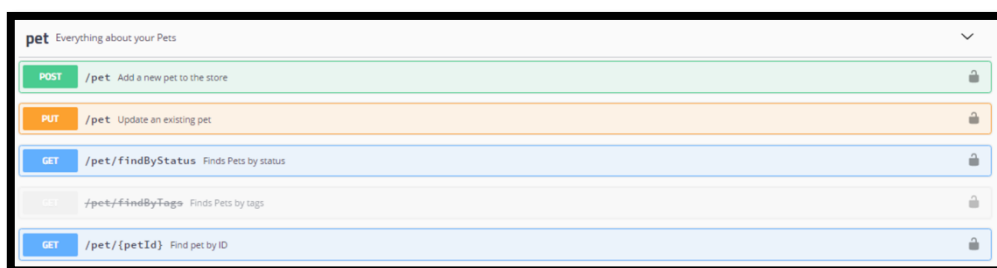 pet Everything about your Pets
POST /pet Add a new pet to the store
PUT /pet Update an existing pet
GET /pet/findByStatus Finds Pets by status
GET /pet/findByTags Finds Pets by tags
GET /pet/{petId} Find pet by ID